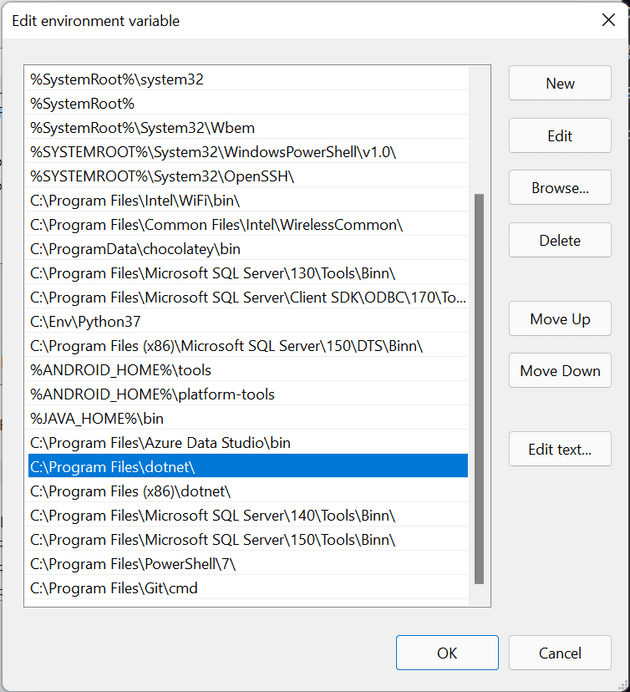 Edit environment variable
%SystemRoot%\system32
%SystemRoot%
%SystemRoot%\System32\Wbem
%SYSTEMROOT%\System32\WindowsPowerShell\v1.0\
%SYSTEMROOT%\System32\OpenSSH\
C:\Program Files\Intel\WiFi\bin\
C:\Program Files\Common Files\Intel\WirelessCommon\
C:\ProgramData\chocolatey\bin
C:\Program Files\Microsoft SQL Server\130\Tools\Binn\
C:\Program Files\Microsoft SQL Server\Client SDK\ODBC\170\To...
C:\Env\Python37
C:\Program Files (x86)\Microsoft SQL Server\150\DTS\Binn\
%ANDROID_HOME%\tools
%ANDROID_HOME%\platform-tools
%JAVA_HOME%\bin
C:\Program Files\Azure Data Studio\bin
C:\Program Files\dotnet\
C:\Program Files (x86)\dotnet\
C:\Program Files\Microsoft SQL Server\140\Tools\Binn\
C:\Program Files\Microsoft SQL Server\150\Tools\Binn\
C:\Program Files\PowerShell\7\
C:\Program Files\Git\cmd
New
Edit
Browse...
Delete
Move Up
Move Down
Edit text...
OK
Cancel